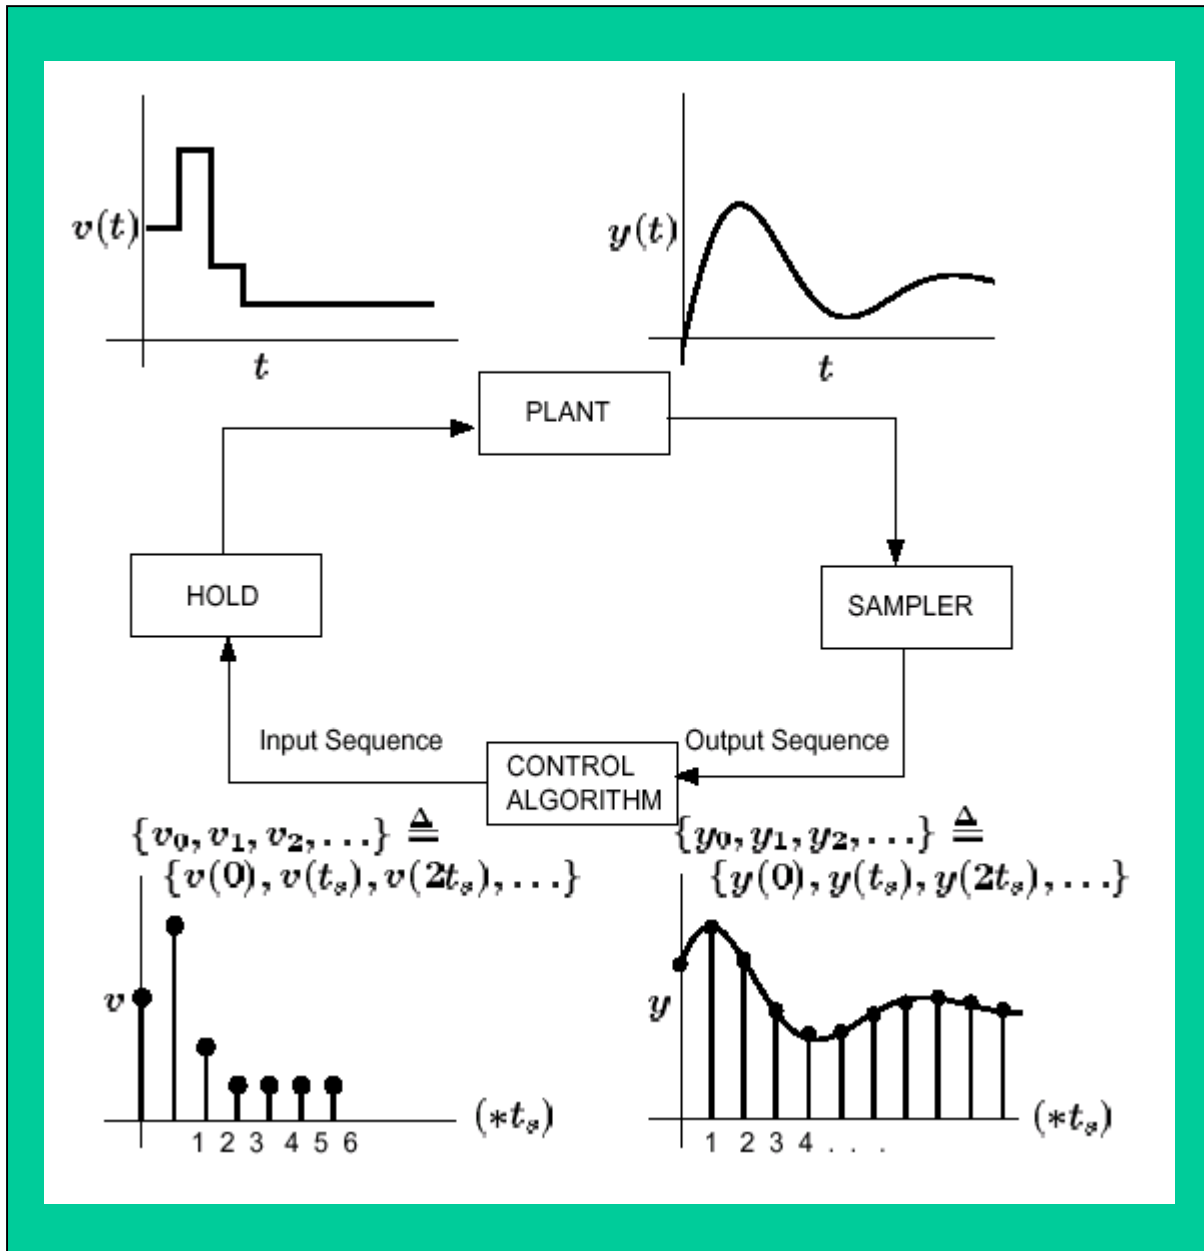 v(t)
t
y(t)
t
PLANT
HOLD
SAMPLER
Input Sequence
Output Sequence
CONTROL
ALGORITHM
{v₀, v₁, v₂, . . .} ≜
{v(0), v(tₛ), v(2tₛ), . . .}
{y₀, y₁, y₂, . . .} ≜
{y(0), y(tₛ), y(2tₛ), . . .}
v
(*tₛ)
1 2 3 4 5 6
y
(*tₛ)
1 2 3 4 . . .